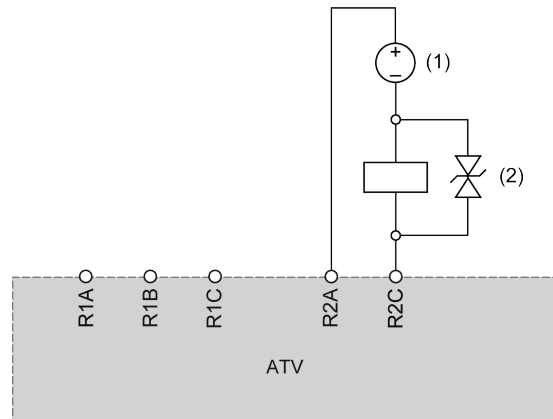 +
(1)
−
(2)
R1A
R1B
R1C
R2A
R2C
ATV